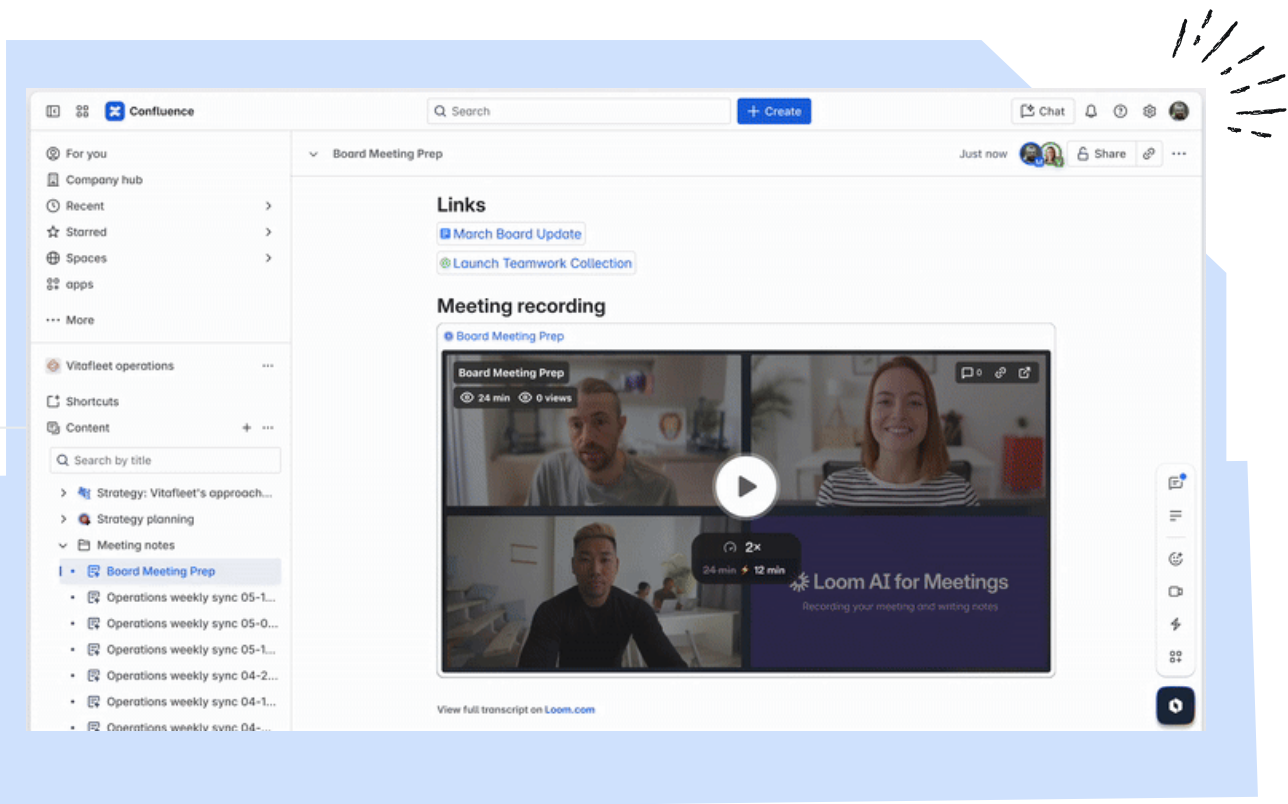 Confluence
Search
+ Create
Chat
For you
Company hub
Recent
Starred
Spaces
apps
More
Vitafleet operations
Shortcuts
Content
Search by title
Strategy: Vitafleet's approach...
Strategy planning
Meeting notes
Board Meeting Prep
Operations weekly sync 05-1...
Operations weekly sync 05-0...
Operations weekly sync 05-1...
Operations weekly sync 04-2...
Operations weekly sync 04-1...
Operations weekly sync 04-...
Board Meeting Prep
Just now
Share
Links
March Board Update
Launch Teamwork Collection
Meeting recording
Board Meeting Prep
Board Meeting Prep
24 min 0 views
0
2×
24 min 12 min
Loom AI for Meetings
Recording your meeting and writing notes
View full transcript on Loom.com